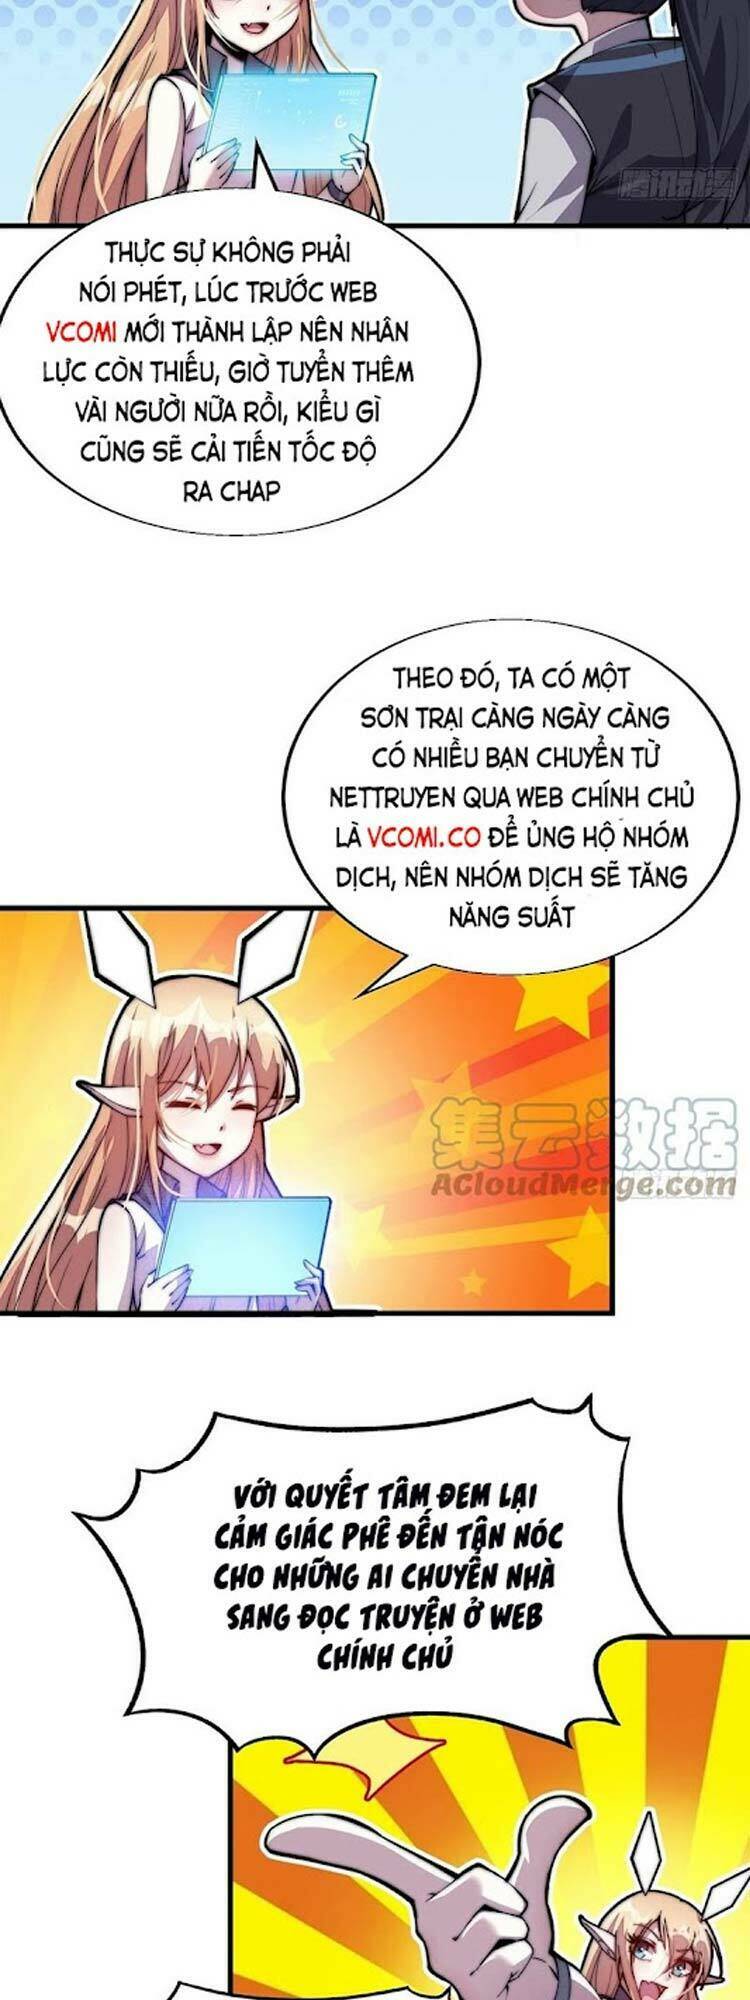 腾讯动漫
THỰC SỰ KHÔNG PHẢI
NÓI PHÉT, LÚC TRƯỚC WEB
VCOMI MỚI THÀNH LẬP NÊN NHÂN
LỰC CÒN THIẾU, GIỜ TUYỂN THÊM
VÀI NGƯỜI NỮA RỒI, KIỂU GÌ
CŨNG SẼ CẢI TIẾN TỐC ĐỘ
RA CHAP
THEO ĐÓ, TA CÓ MỘT
SƠN TRẠI CÀNG NGÀY CÀNG
CÓ NHIỀU BẠN CHUYỂN TỪ
NETTRUYEN QUA WEB CHÍNH CHỦ
LÀ VCOMI.CO ĐỂ ỦNG HỘ NHÓM
DỊCH, NÊN NHÓM DỊCH SẼ TĂNG
NĂNG SUẤT
集云数据
ACloudMerge.com
VỚI QUYẾT TÂM ĐEM LẠI
CẢM GIÁC PHÊ ĐẾN TẬN NÓC
CHO NHỮNG AI CHUYỂN NHÀ
SANG ĐỌC TRUYỆN Ở WEB
CHÍNH CHỦ